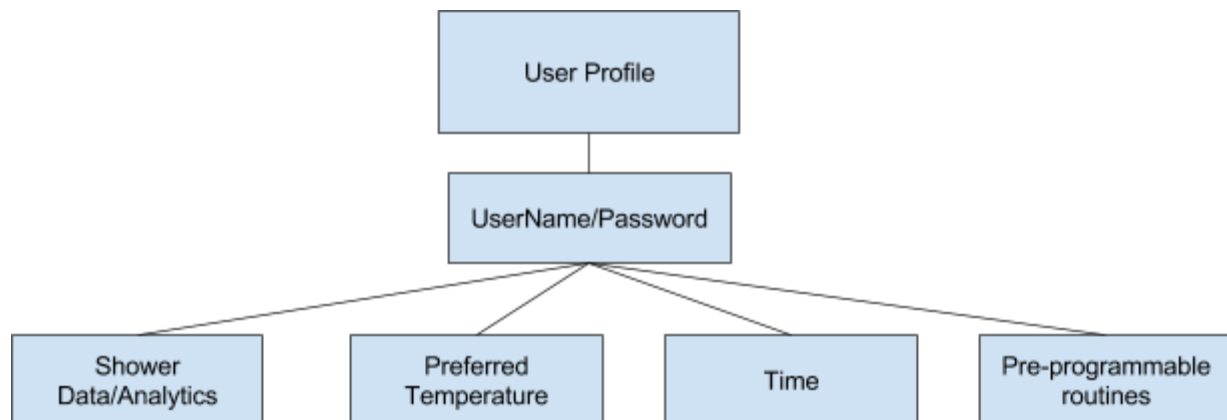 User Profile
UserName/Password
Shower
Data/Analytics
Preferred
Temperature
Time
Pre-programmable
routines